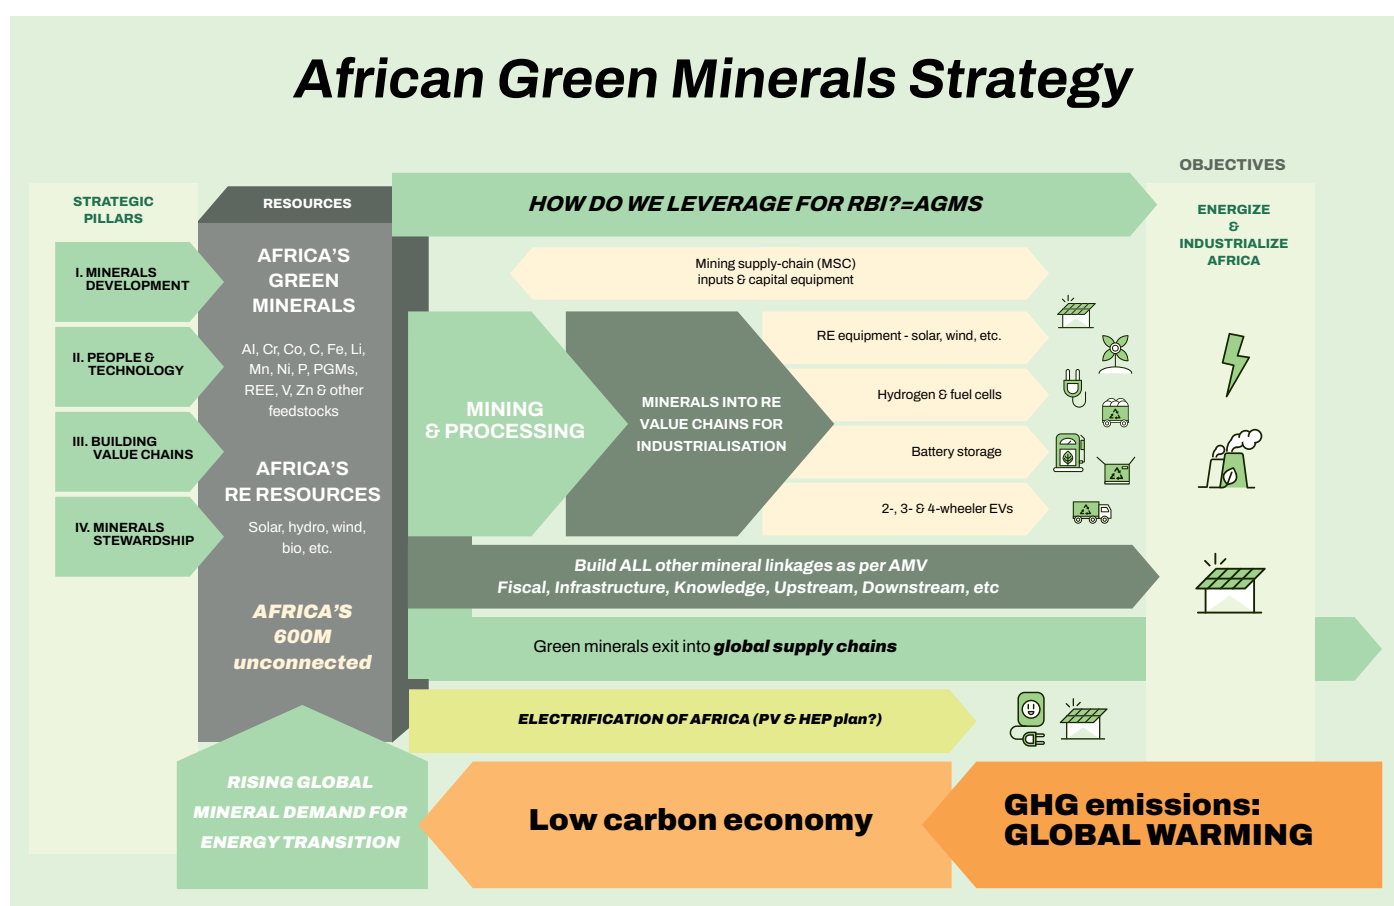 African Green Minerals Strategy
OBJECTIVES
STRATEGIC
PILLARS
I. MINERALS
DEVELOPMENT
II. PEOPLE &
TECHNOLOGY
III. BUILDING
VALUE CHAINS
IV. MINERALS
STEWARDSHIP
RESOURCES
AFRICA'S
GREEN
MINERALS
Al, Cr, Co, C, Fe, Li,
Mn, Ni, P, PGMs,
REE, V, Zn & other
feedstocks
AFRICA'S
RE RESOURCES
Solar, hydro, wind,
bio, etc.
AFRICA'S
600M
unconnected
HOW DO WE LEVERAGE FOR RBI?=AGMS
Mining supply-chain (MSC)
inputs & capital equipment
MINING
& PROCESSING
MINERALS INTO RE
VALUE CHAINS FOR
INDUSTRIALISATION
RE equipment - solar, wind, etc.
Hydrogen & fuel cells
Battery storage
2-, 3- & 4-wheeler EVs
Build ALL other mineral linkages as per AMV
Fiscal, Infrastructure, Knowledge, Upstream, Downstream, etc
Green minerals exit into global supply chains
ELECTRIFICATION OF AFRICA (PV & HEP plan?)
ENERGIZE
&
INDUSTRIALIZE
AFRICA
RISING GLOBAL
MINERAL DEMAND FOR
ENERGY TRANSITION
Low carbon economy
GHG emissions:
GLOBAL WARMING